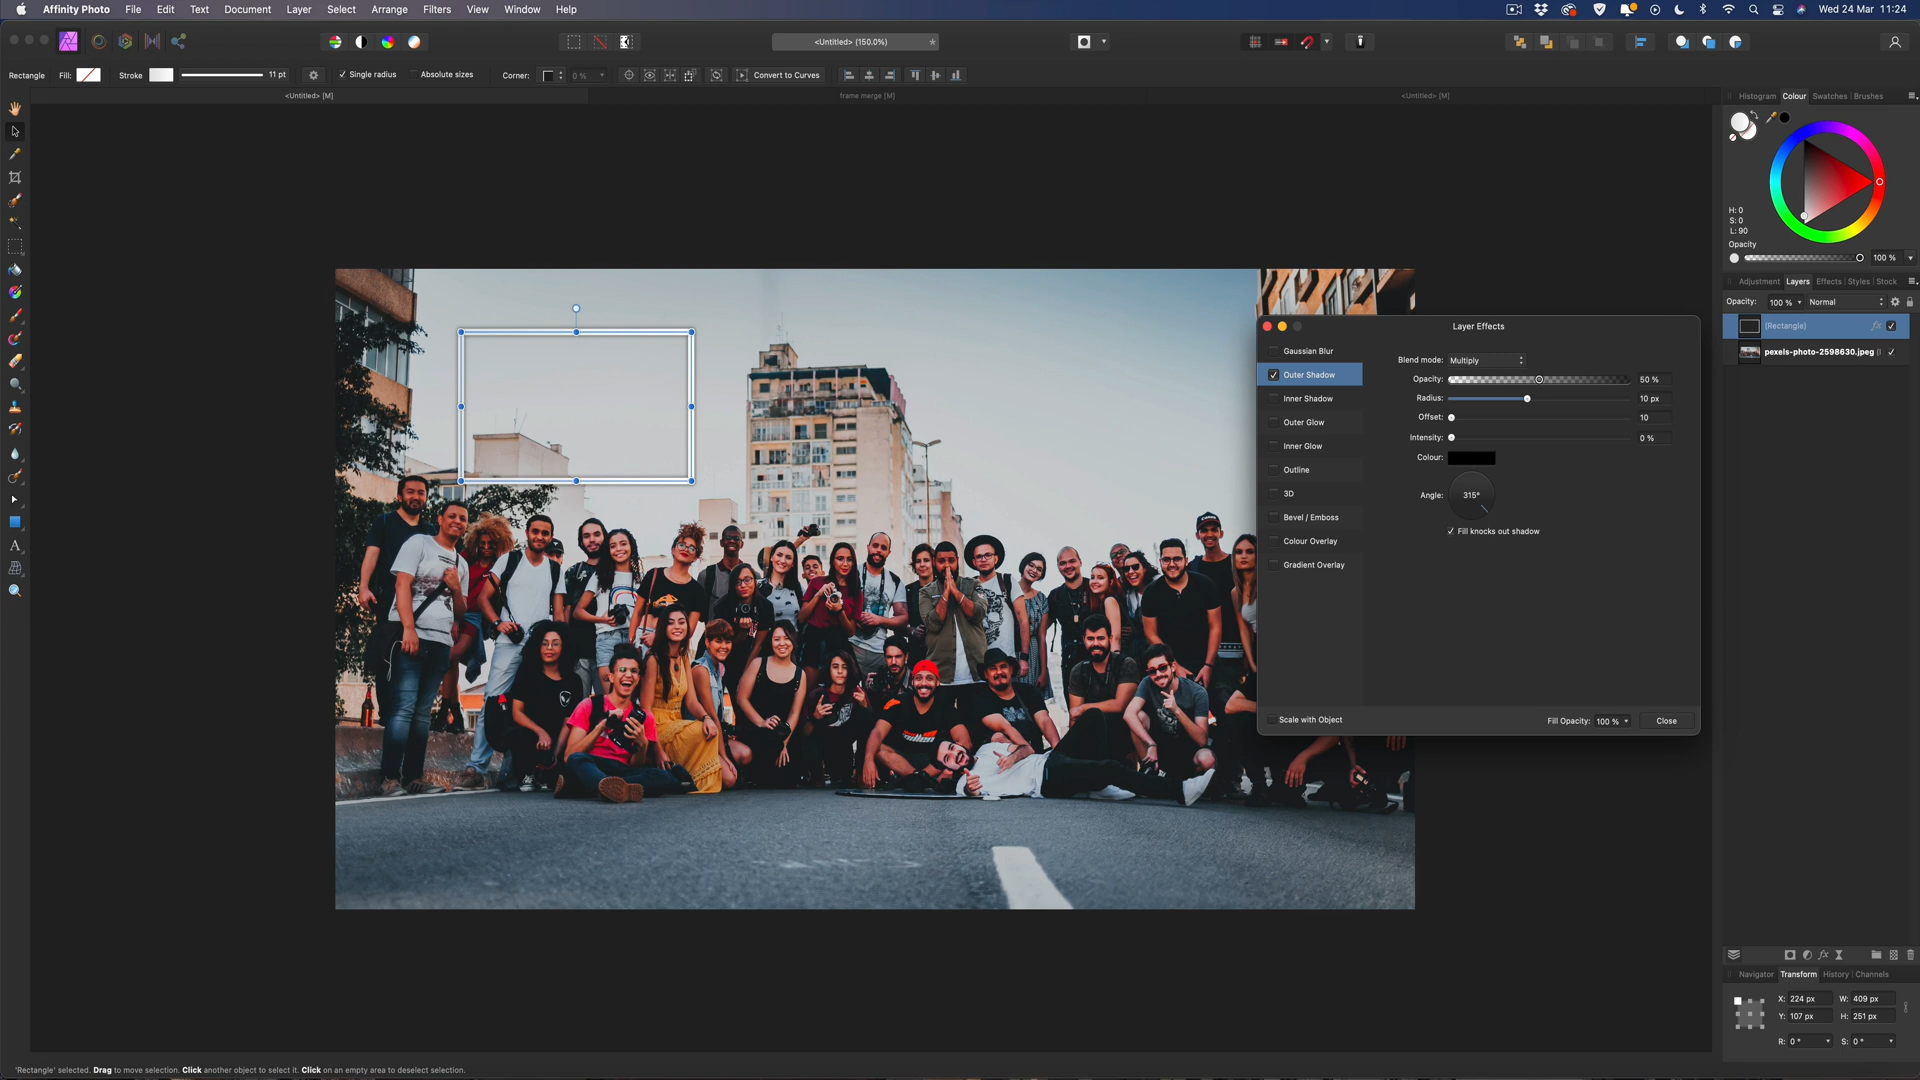 Affinity Photo File Edit Text Document Layer Select Arrange Filters View Window Help Wed 24 Mar 11:24
<Untitled> (150.0%)
Rectangle Fill: Stroke 11 pt Single radius Absolute sizes Corner: 0 % Convert to Curves
<Untitled> [M] frame merge [M] <Untitled> [M]
Histogram Colour Swatches Brushes
H: 0
S: 0
L: 90
Opacity
100 %
Adjustment Layers Effects Styles Stock
Opacity: 100 % Normal
(Rectangle) fx
pexels-photo-2598630.jpeg (
Layer Effects
Gaussian Blur
Outer Shadow
Inner Shadow
Outer Glow
Inner Glow
Outline
3D
Bevel / Emboss
Colour Overlay
Gradient Overlay
Blend mode: Multiply
Opacity: 50 %
Radius: 10 px
Offset: 10
Intensity: 0 %
Colour:
Angle: 315°
Fill knocks out shadow
Scale with Object Fill Opacity: 100 % Close
fx
Navigator Transform History Channels
X: 224 px W: 409 px
Y: 107 px H: 251 px
R: 0 ° S: 0 °
'Rectangle' selected. Drag to move selection. Click another object to select it. Click on an empty area to deselect selection.